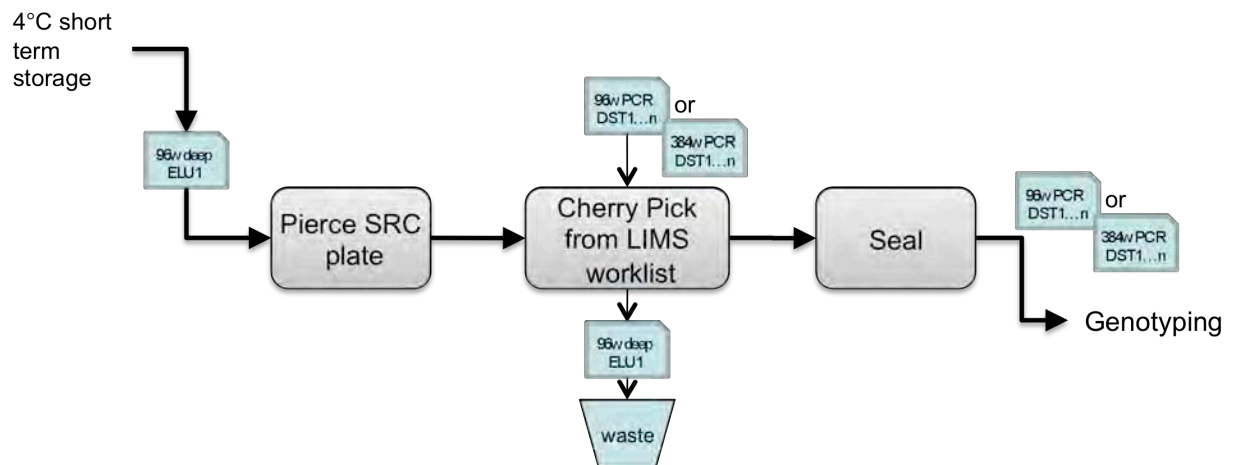 4°C short
term
storage
96w deep
ELU1
Pierce SRC
plate
96w PCR
DST1...n
or
384w PCR
DST1...n
Cherry Pick
from LIMS
worklist
96w deep
ELU1
waste
Seal
96w PCR
DST1...n
or
384w PCR
DST1...n
Genotyping